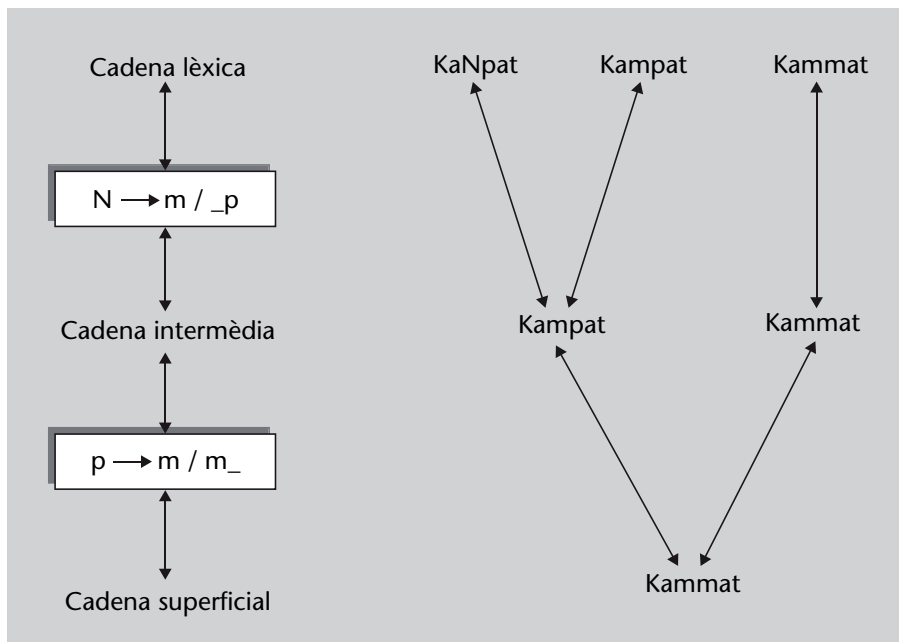 Cadena lèxica
KaNpat
Kampat
Kammat
N → m / _p
Cadena intermèdia
Kampat
Kammat
p → m / m_
Kammat
Cadena superficial